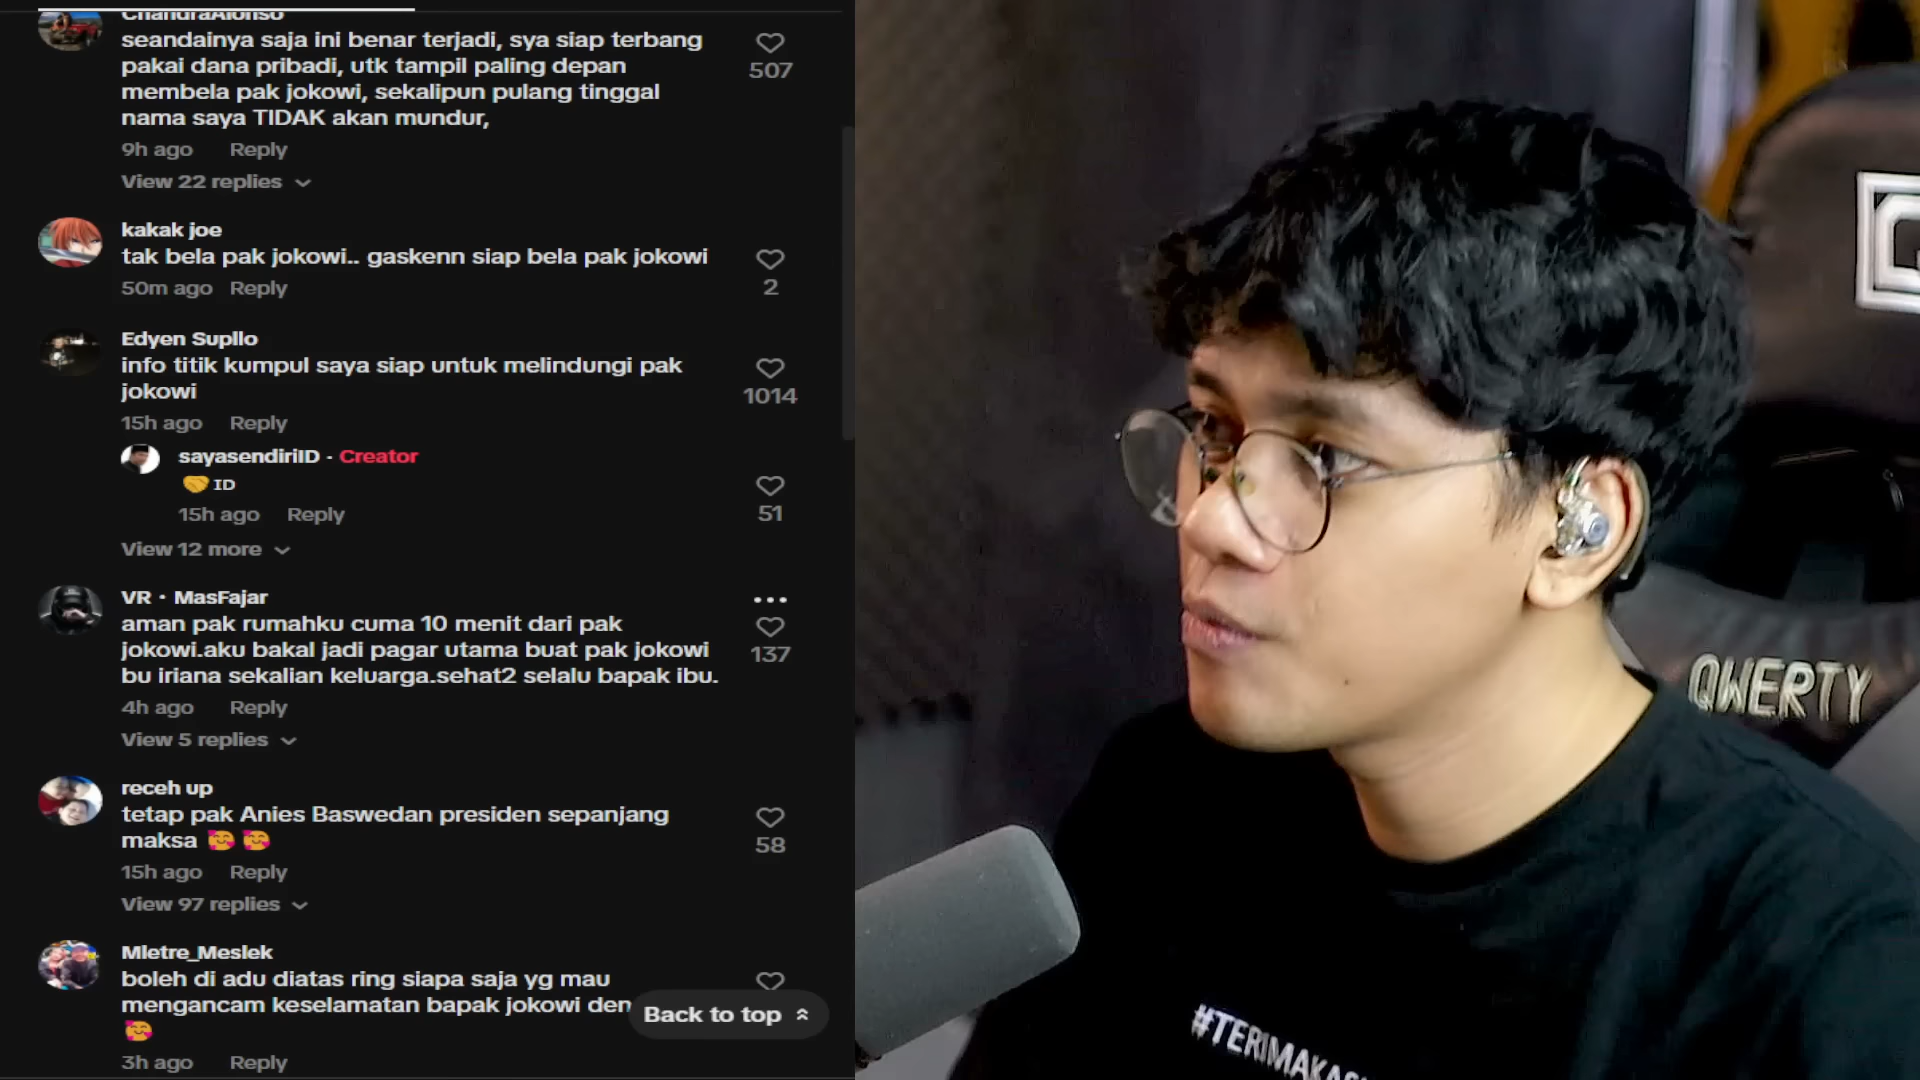 ChandraAlonso
seandainya saja ini benar terjadi, sya siap terbang
pakai dana pribadi, utk tampil paling depan
membela pak jokowi, sekalipun pulang tinggal
nama saya TIDAK akan mundur,
507
9h ago Reply
View 22 replies
kakak joe
tak bela pak jokowi.. gaskenn siap bela pak jokowi
2
50m ago Reply
Edyen Supllo
info titik kumpul saya siap untuk melindungi pak
jokowi
1014
15h ago Reply
sayasendiriID · Creator
🤝 ID
51
15h ago Reply
View 12 more
VR • MasFajar
aman pak rumahku cuma 10 menit dari pak
jokowi.aku bakal jadi pagar utama buat pak jokowi
bu iriana sekalian keluarga.sehat2 selalu bapak ibu.
137
4h ago Reply
View 5 replies
receh up
tetap pak Anies Baswedan presiden sepanjang
maksa 🥰 🥰
58
15h ago Reply
View 97 replies
Mletre_Meslek
boleh di adu diatas ring siapa saja yg mau
mengancam keselamatan bapak jokowi den
🥰
Back to top
3h ago Reply
QWERTY